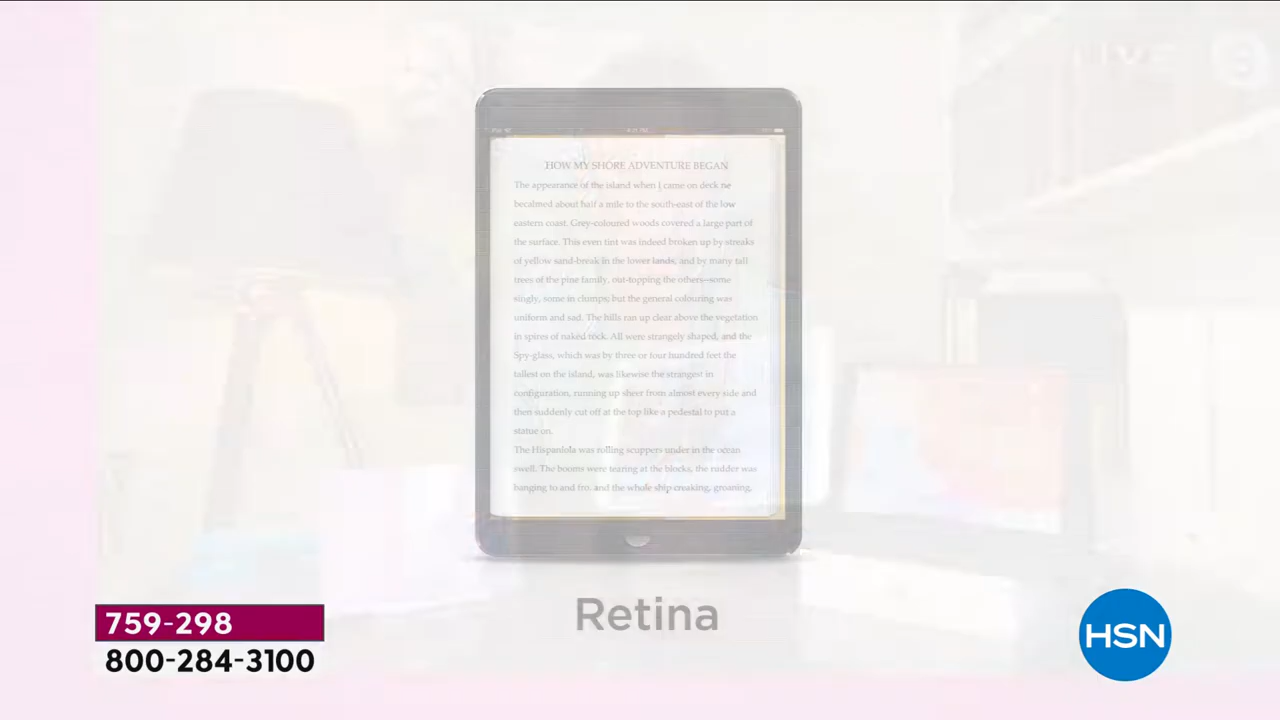 LIVE
HOW MY SHORE ADVENTURE BEGAN
The appearance of the island when I came on deck ne
becalmed about half a mile to the south-east of the low
eastern coast. Grey-coloured woods covered a large part of
the surface. This even tint was indeed broken up by streaks
of yellow sand-break in the lower lands, and by many tall
trees of the pine family, out-topping the others—some
singly, some in clumps; but the general colouring was
uniform and sad. The hills ran up clear above the vegetation
in spires of naked rock. All were strangely shaped, and the
Spy-glass, which was by three or four hundred feet the
tallest on the island, was likewise the strangest in
configuration, running up sheer from almost every side and
then suddenly cut off at the top like a pedestal to put a
statue on.
The Hispaniola was rolling scuppers under in the ocean
swell. The booms were tearing at the blocks, the rudder was
banging to and fro, and the whole ship creaking, groaning,
Retina
759-298
800-284-3100
HSN